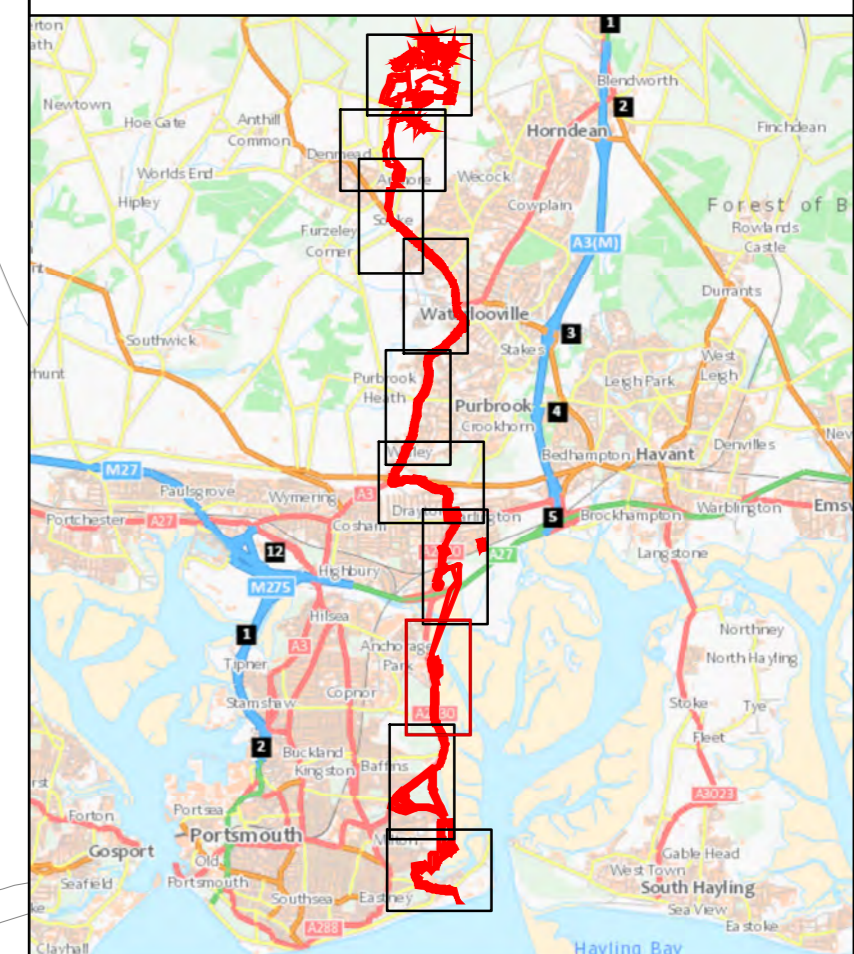 erton
ath
1
Blendworth
2
Newtown
Hoe Gate
Anthill
Common
Horndean
Finchdean
Denmead
Worlds End
Wecock
Hipley
Cowplain
Forest of B
Furzeley
Corner
Rowlands
Castle
A3(M)
Durrants
Southwick
3
Stakes
West
Leigh
Leigh Park
hunt
Purbrook
Heath
Purbrook
Crookhorn
4
Denvilles
Bedhampton
Havant
New
M27
Paulsgrove
Wymering
A3
Warblington
Emsw
Portchester
A27
Cosham
5
Brockhampton
12
A27
Langstone
Highbury
M275
Hilsea
1
A3
Anchorage
Park
Northney
North Hayling
Tipner
Copnor
Stamshaw
Stoke
Tye
2
Fleet
Buckland
Kingston
Baffins
A3023
Forton
Portsea
Portsmouth
Gosport
Old
Portsmouth
Gable Head
West Town
South Hayling
Seafield
Southsea
Eastney
Sea View
Eastoke
A288
Clayhall
Hayling Bay